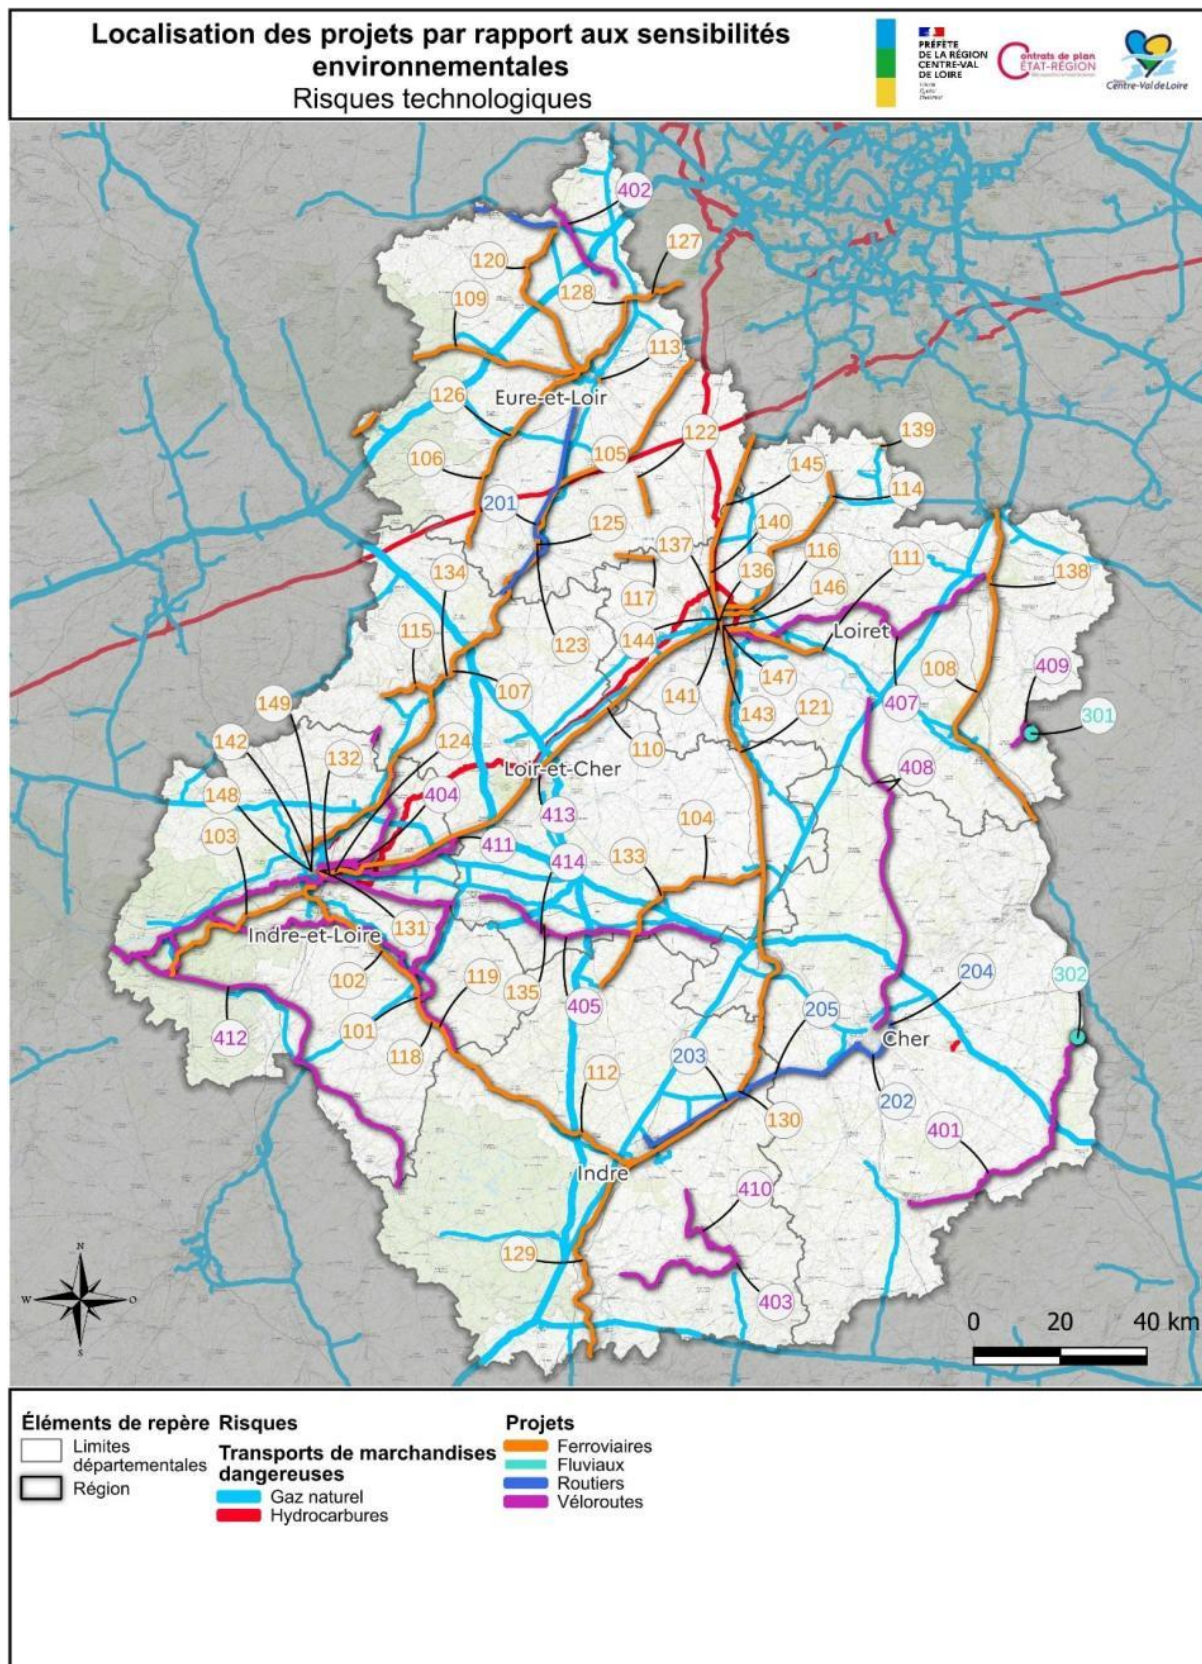 Localisation des projets par rapport aux sensibilités
environnementales
Risques technologiques
PRÉFÈTE
DE LA RÉGION
CENTRE-VAL
DE LOIRE
Contrats de plan
ÉTAT-RÉGION
Centre-Val de Loire
402
127
120
128
109
113
Eure-et-Loir
126
122
139
105
106
145
114
201
125
137
140
116
134
136
111
138
117
146
115
144
Loiret
123
108
409
149
107
147
407
301
142
141
143
121
132
124
110
148
Loir-et-Cher
408
404
413
103
411
104
133
414
131
Indre-et-Loire
102
119
135
204
302
405
205
412
101
Cher
118
203
112
202
130
401
Indre
410
129
403
N
W
O
S
0 20 40 km
Éléments de repère
Limites
départementales
Région
Risques
Transports de marchandises
dangereuses
Gaz naturel
Hydrocarbures
Projets
Ferroviaires
Fluviaux
Routiers
Véloroutes